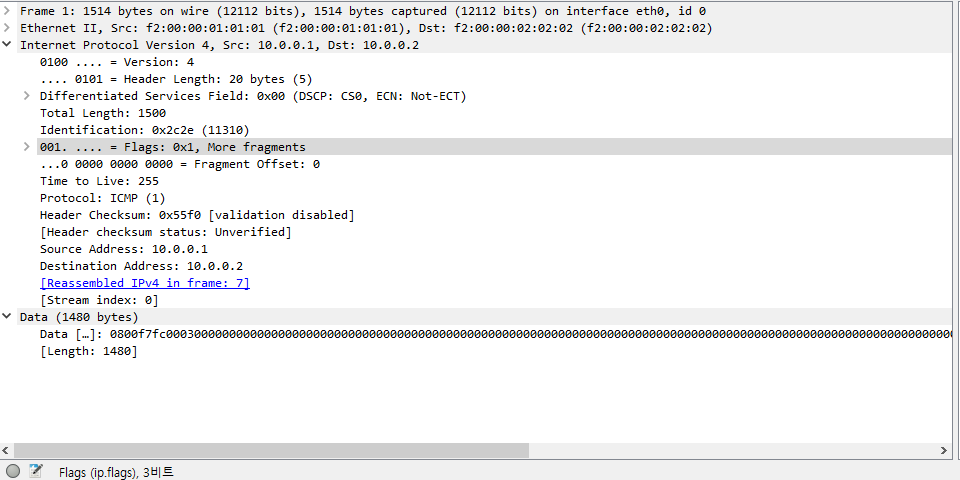 Frame 1: 1514 bytes on wire (12112 bits), 1514 bytes captured (12112 bits) on interface eth0, id 0
Ethernet II, Src: f2:00:00:01:01:01 (f2:00:00:01:01:01), Dst: f2:00:00:02:02:02 (f2:00:00:02:02:02)
Internet Protocol Version 4, Src: 10.0.0.1, Dst: 10.0.0.2
0100 .... = Version: 4
.... 0101 = Header Length: 20 bytes (5)
Differentiated Services Field: 0x00 (DSCP: CS0, ECN: Not-ECT)
Total Length: 1500
Identification: 0x2c2e (11310)
001. .... = Flags: 0x1, More fragments
...0 0000 0000 0000 = Fragment Offset: 0
Time to Live: 255
Protocol: ICMP (1)
Header Checksum: 0x55f0 [validation disabled]
[Header checksum status: Unverified]
Source Address: 10.0.0.1
Destination Address: 10.0.0.2
[Reassembled IPv4 in frame: 7]
[Stream index: 0]
Data (1480 bytes)
Data […]: 0800f7fc00030000000000000000000000000000000000000000000000000000000000000000000000000000000000000000000000000000000000
[Length: 1480]
Flags (ip.flags), 3비트